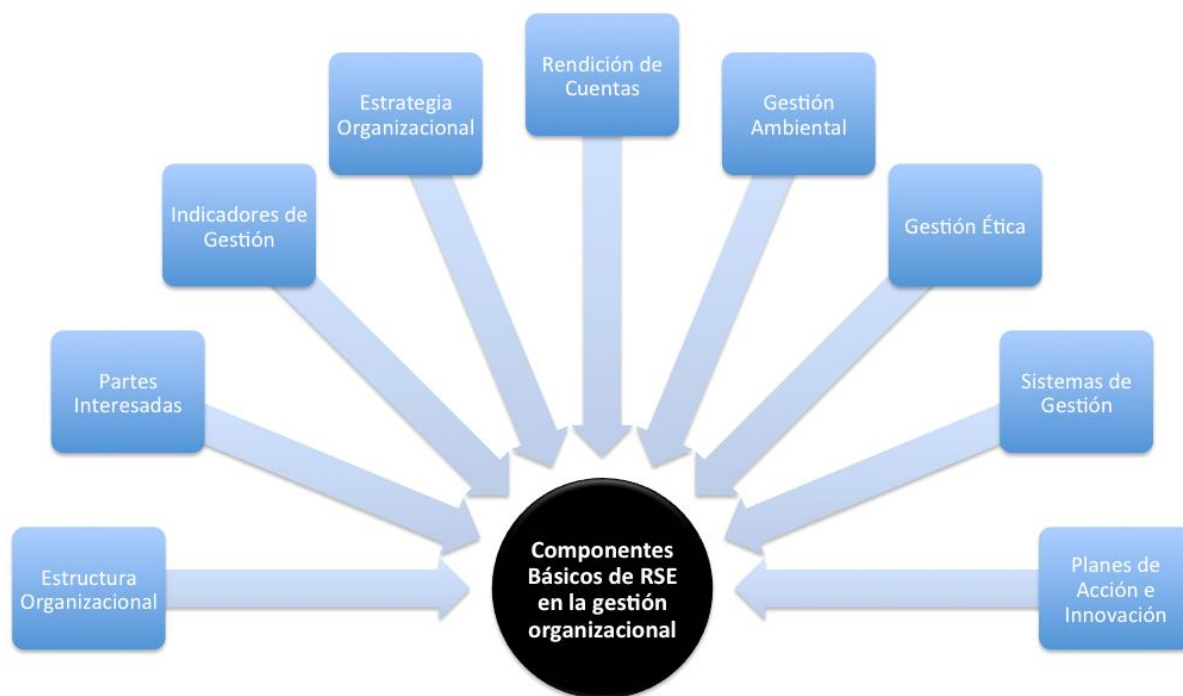 Rendición de
Cuentas
Estrategia
Organizacional
Gestión
Ambiental
Indicadores de
Gestión
Gestión Ética
Partes
Interesadas
Sistemas de
Gestión
Estructura
Organizacional
Componentes
Básicos de RSE
en la gestión
organizacional
Planes de
Acción e
Innovación